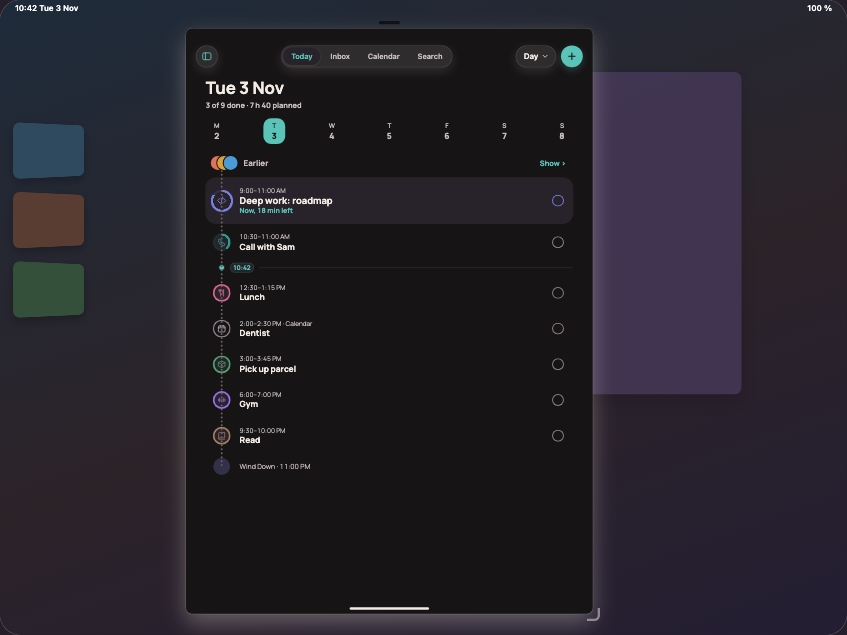 10:42 Tue 3 Nov
100 %
Today Inbox Calendar Search
Day
Tue 3 Nov
3 of 9 done · 7 h 40 planned
M T W T F S S
2 3 4 5 6 7 8
Earlier
Show ›
9:00–11:00 AM
Deep work: roadmap
Now, 18 min left
10:30–11:00 AM
Call with Sam
10:42
12:30–1:15 PM
Lunch
2:00–2:30 PM · Calendar
Dentist
3:00–3:45 PM
Pick up parcel
6:00–7:00 PM
Gym
9:30–10:00 PM
Read
Wind Down · 11:00 PM